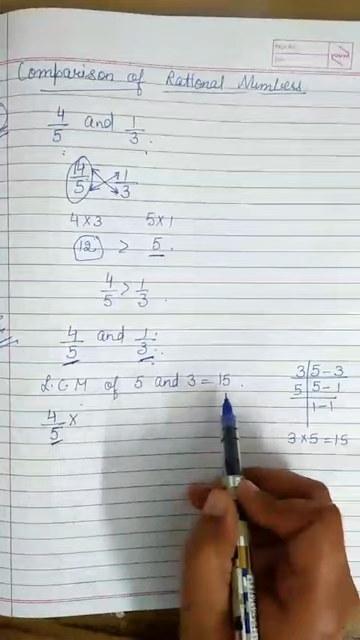 Comparison of Rational Numbers
4/5 and 1/3
4/5 1/3
4×3 5×1
12 > 5.
4/5 > 1/3.
4/5 and 1/3.
L.C.M of 5 and 3 = 15.
3 | 5 - 3
5 | 5 - 1
1 - 1
3×5=15
4/5 ×